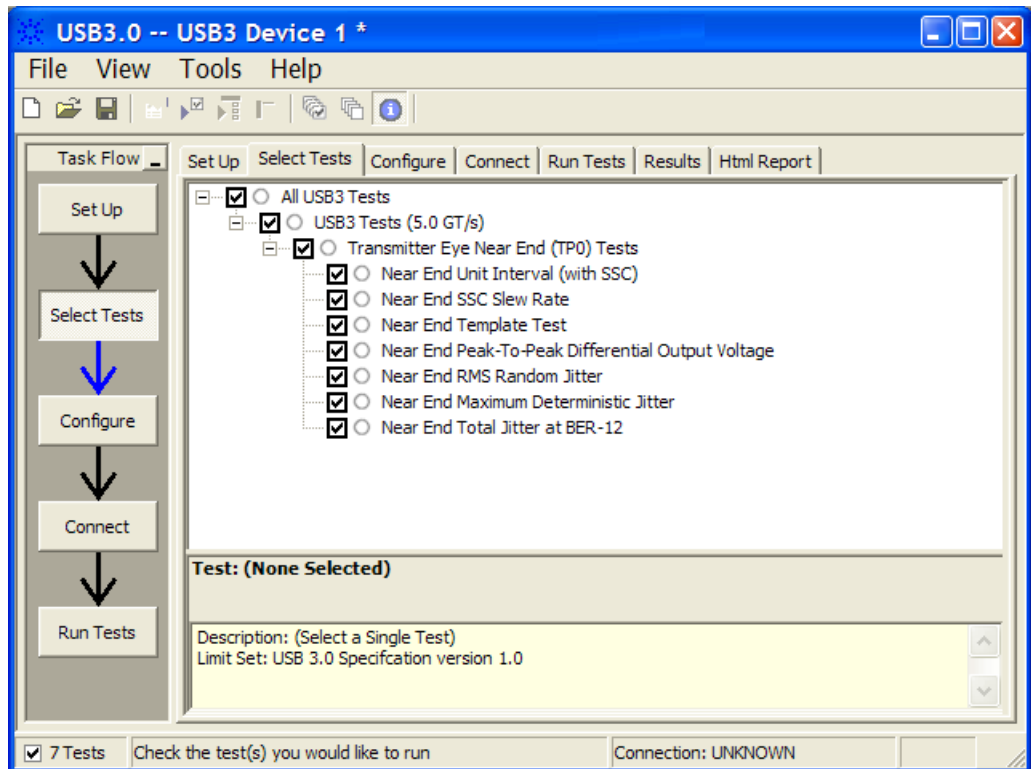 USB3.0 -- USB3 Device 1 *
File View Tools Help
Task Flow
Set Up
Select Tests
Configure
Connect
Run Tests
Set Up Select Tests Configure Connect Run Tests Results Html Report
All USB3 Tests
USB3 Tests (5.0 GT/s)
Transmitter Eye Near End (TP0) Tests
Near End Unit Interval (with SSC)
Near End SSC Slew Rate
Near End Template Test
Near End Peak-To-Peak Differential Output Voltage
Near End RMS Random Jitter
Near End Maximum Deterministic Jitter
Near End Total Jitter at BER-12
Test: (None Selected)
Description: (Select a Single Test)
Limit Set: USB 3.0 Specifcation version 1.0
7 Tests Check the test(s) you would like to run Connection: UNKNOWN